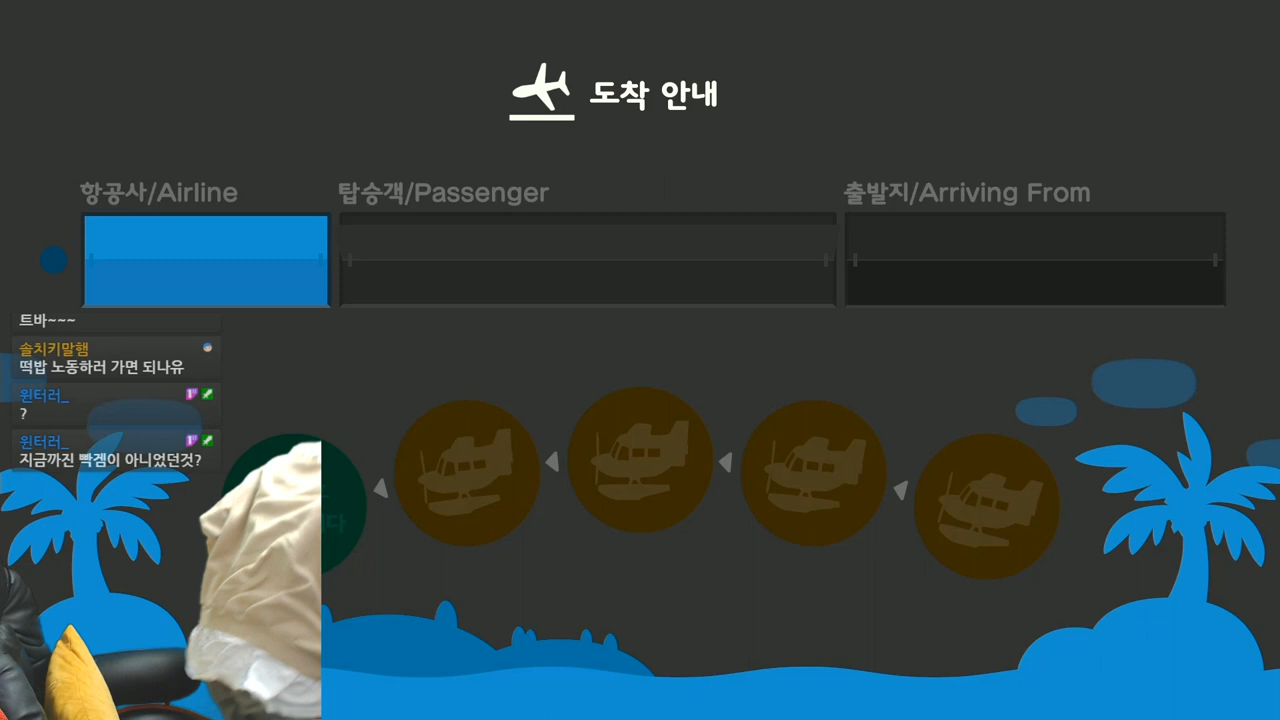 도착 안내
항공사/Airline
탑승객/Passenger
출발지/Arriving From
트바~~~
솔치키말햄
떡밥 노동하러 가면 되나유
윈터러_
?
윈터러_
지금까진 빡겜이 아니었던것?
다